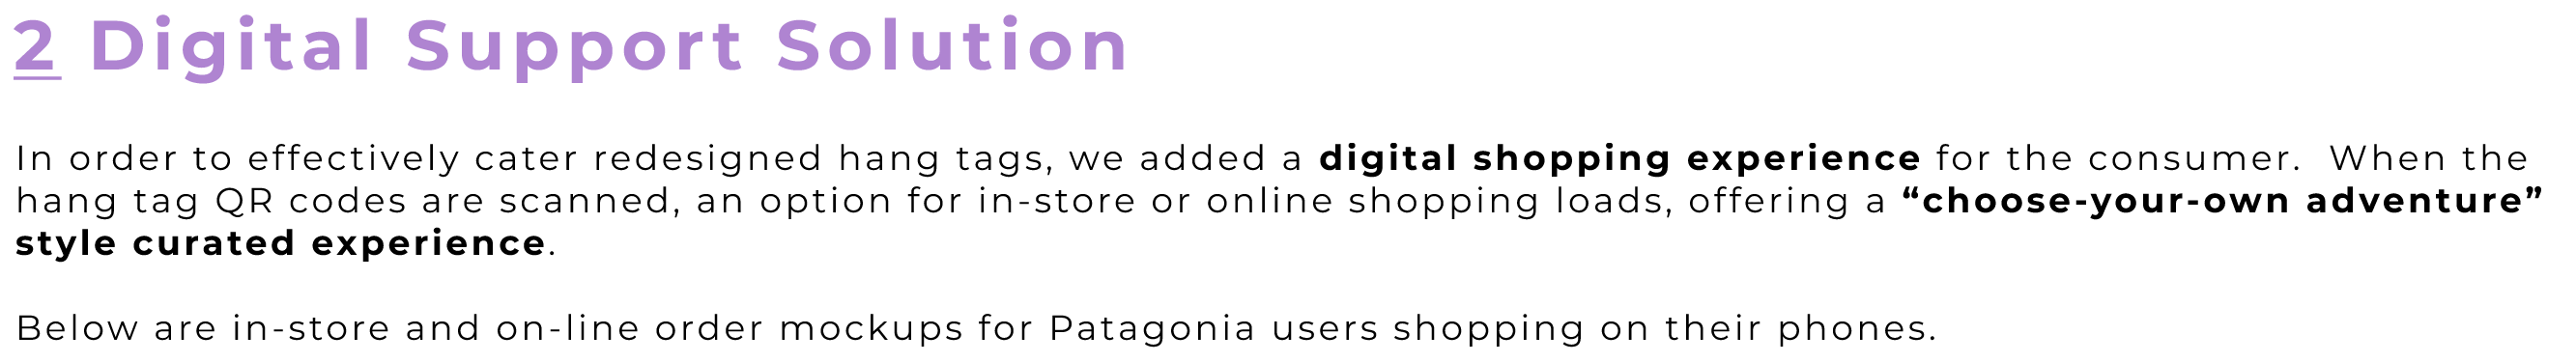 2 Digital Support Solution
In order to effectively cater redesigned hang tags, we added a digital shopping experience for the consumer.  When the
hang tag QR codes are scanned, an option for in-store or online shopping loads, offering a “choose-your-own adventure”
style curated experience.
Below are in-store and on-line order mockups for Patagonia users shopping on their phones.